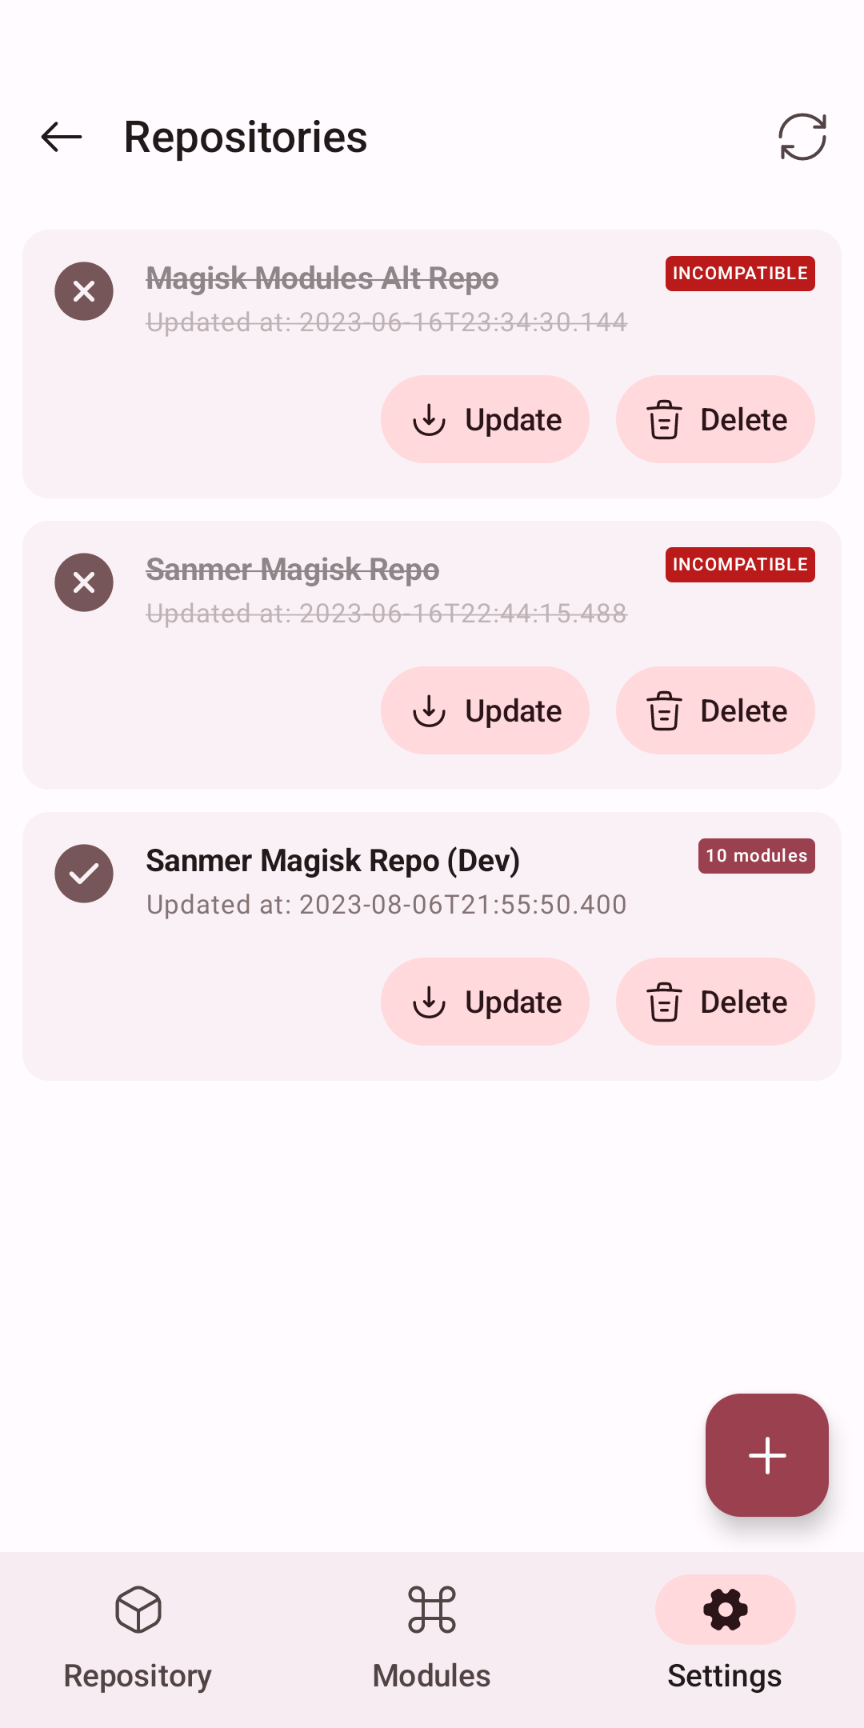 Repositories
Magisk Modules Alt Repo
INCOMPATIBLE
Updated at: 2023-06-16T23:34:30.144
Update
Delete
Sanmer Magisk Repo
INCOMPATIBLE
Updated at: 2023-06-16T22:44:15.488
Update
Delete
Sanmer Magisk Repo (Dev)
10 modules
Updated at: 2023-08-06T21:55:50.400
Update
Delete
Repository
Modules
Settings